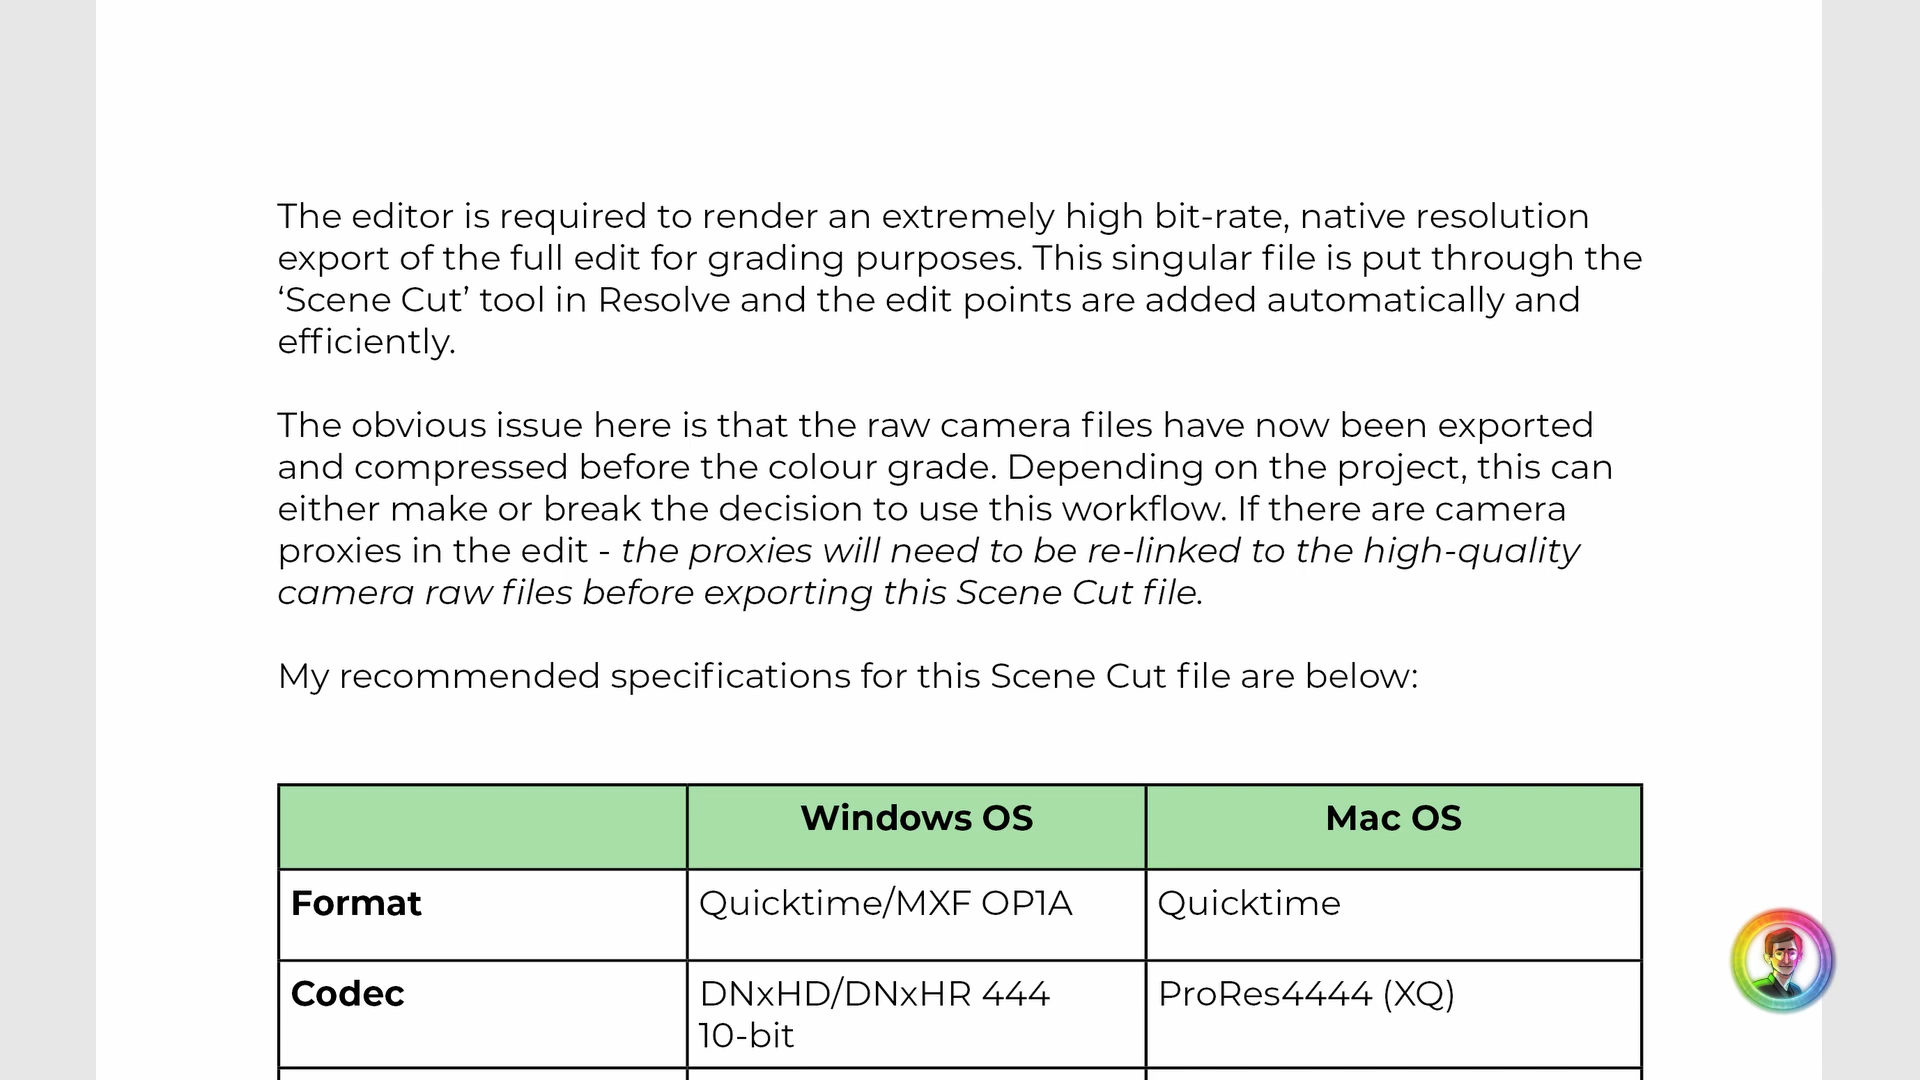 The editor is required to render an extremely high bit-rate, native resolution
export of the full edit for grading purposes. This singular file is put through the
‘Scene Cut’ tool in Resolve and the edit points are added automatically and
efficiently.
The obvious issue here is that the raw camera files have now been exported
and compressed before the colour grade. Depending on the project, this can
either make or break the decision to use this workflow. If there are camera
proxies in the edit - the proxies will need to be re-linked to the high-quality
camera raw files before exporting this Scene Cut file.
My recommended specifications for this Scene Cut file are below:
Windows OS Mac OS
Format Quicktime/MXF OP1A Quicktime
Codec DNxHD/DNxHR 444 ProRes4444 (XQ)
10-bit